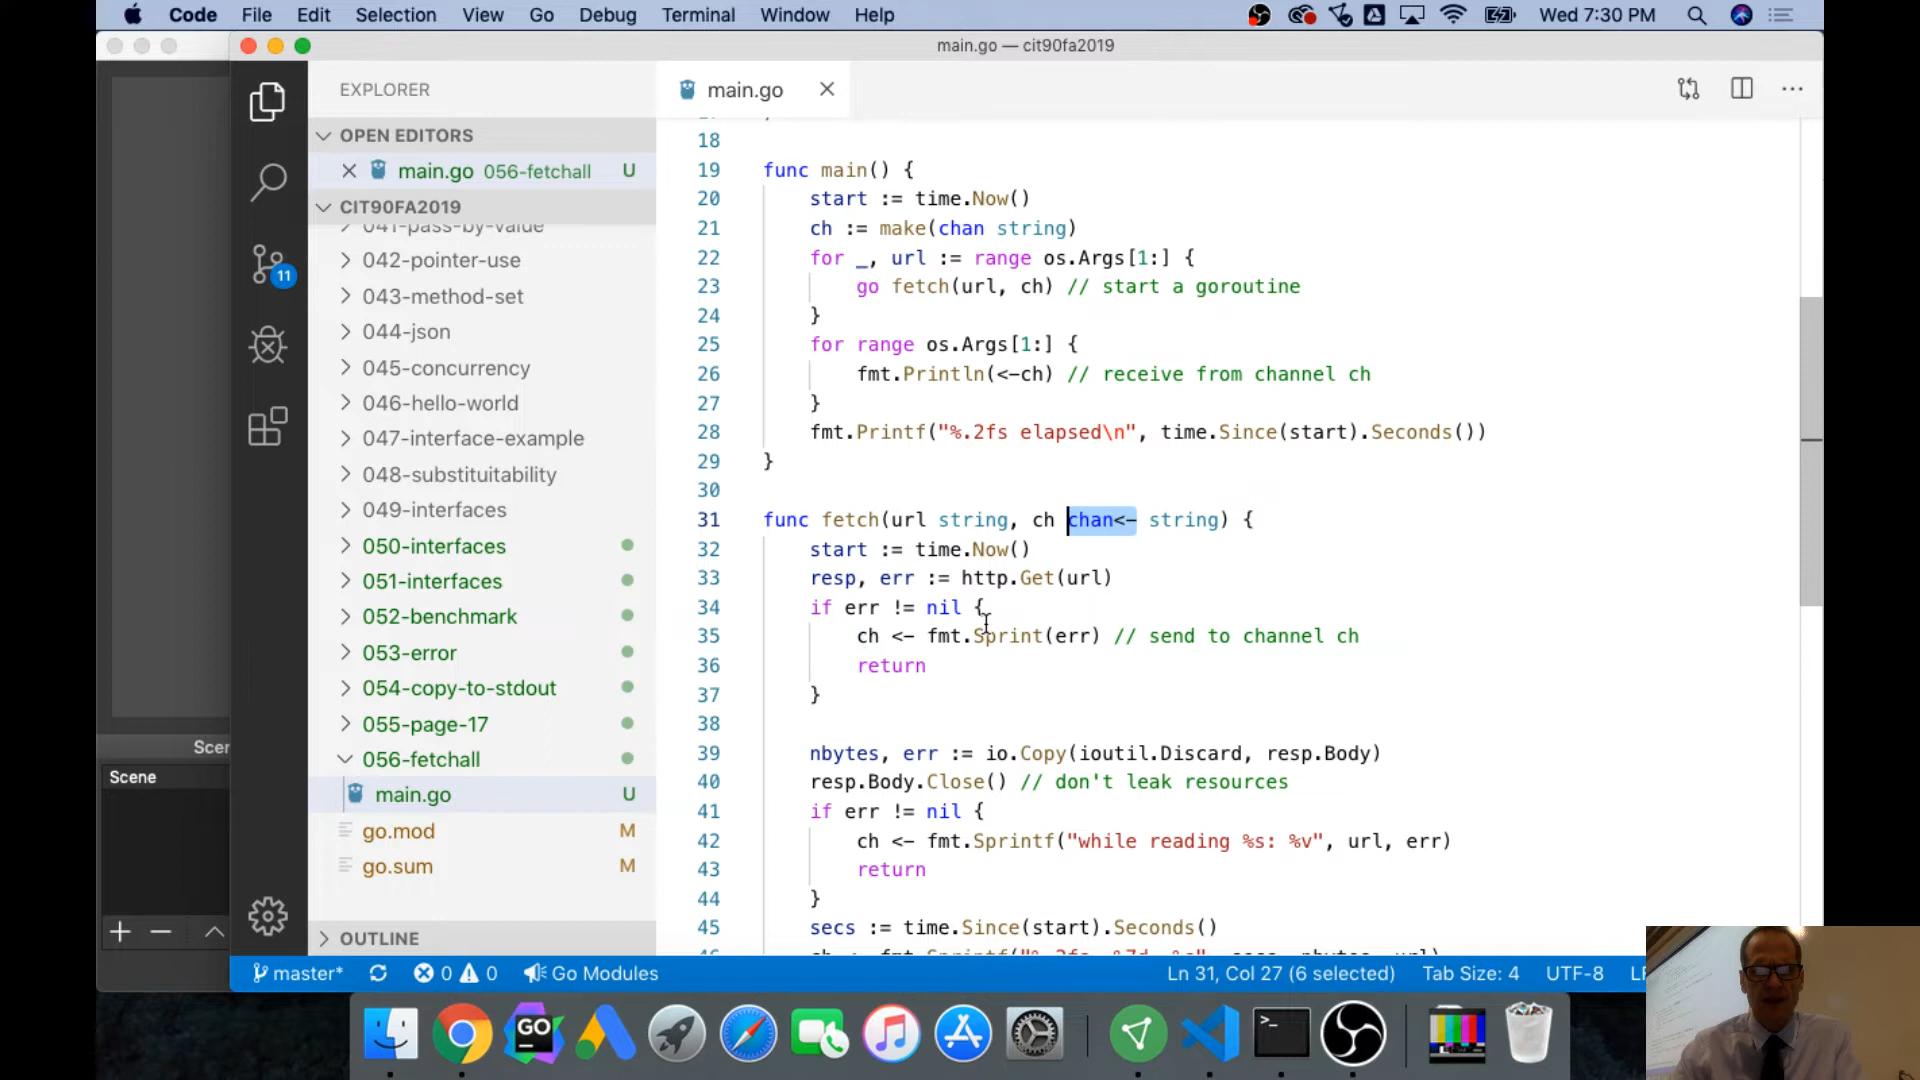 Code File Edit Selection View Go Debug Terminal Window Help Wed 7:30 PM
main.go — cit90fa2019
EXPLORER
main.go
OPEN EDITORS
main.go 056-fetchall U
CIT90FA2019
041-pass-by-value
042-pointer-use
043-method-set
044-json
045-concurrency
046-hello-world
047-interface-example
048-substituitability
049-interfaces
050-interfaces
051-interfaces
052-benchmark
053-error
054-copy-to-stdout
055-page-17
056-fetchall
main.go U
go.mod M
go.sum M
OUTLINE
11
Scene
18
19 func main() {
20 start := time.Now()
21 ch := make(chan string)
22 for _, url := range os.Args[1:] {
23 go fetch(url, ch) // start a goroutine
24 }
25 for range os.Args[1:] {
26 fmt.Println(<-ch) // receive from channel ch
27 }
28 fmt.Printf("%.2fs elapsed\n", time.Since(start).Seconds())
29 }
30
31 func fetch(url string, ch chan<- string) {
32 start := time.Now()
33 resp, err := http.Get(url)
34 if err != nil {
35 ch <- fmt.Sprint(err) // send to channel ch
36 return
37 }
38
39 nbytes, err := io.Copy(ioutil.Discard, resp.Body)
40 resp.Body.Close() // don't leak resources
41 if err != nil {
42 ch <- fmt.Sprintf("while reading %s: %v", url, err)
43 return
44 }
45 secs := time.Since(start).Seconds()
master* 0 0 Go Modules Ln 31, Col 27 (6 selected) Tab Size: 4 UTF-8
GO